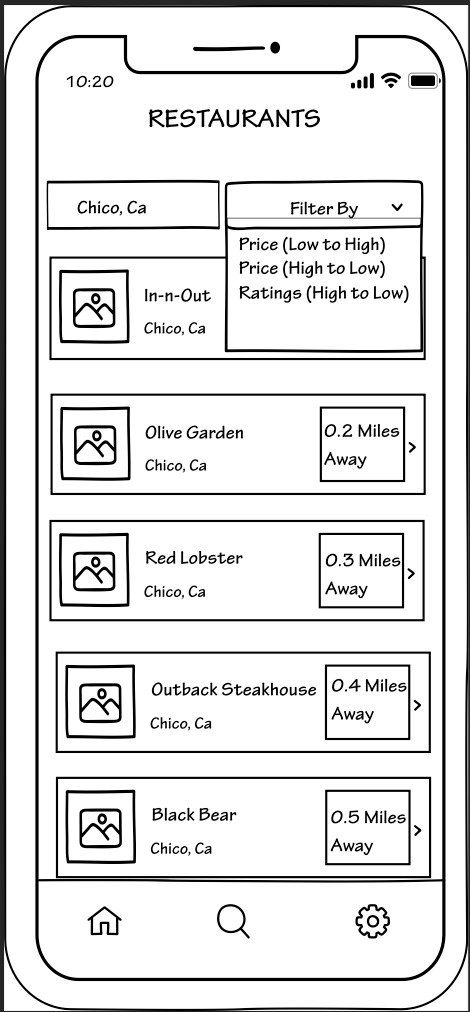 10:20
RESTAURANTS
Chico, Ca
Filter By
Price (Low to High)
Price (High to Low)
Ratings (High to Low)
In-n-Out
Chico, Ca
Olive Garden
Chico, Ca
0.2 Miles
Away
Red Lobster
Chico, Ca
0.3 Miles
Away
Outback Steakhouse
Chico, Ca
0.4 Miles
Away
Black Bear
Chico, Ca
0.5 Miles
Away